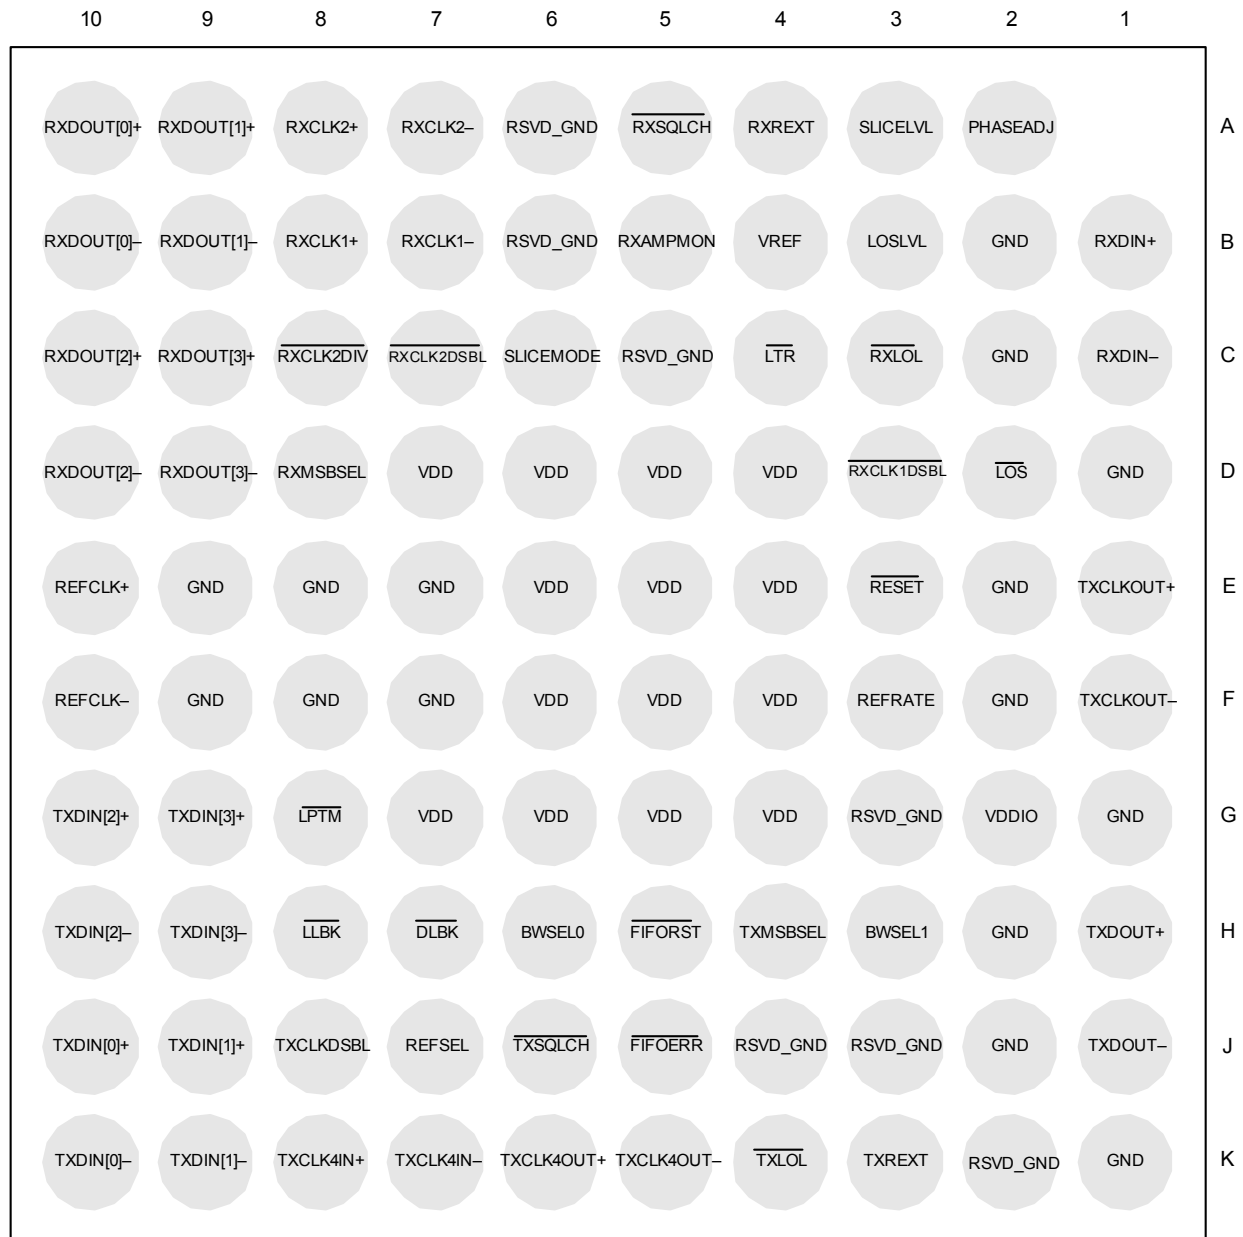 10 9 8 7 6 5 4 3 2 1
RXDOUT[0]+ RXDOUT[1]+ RXCLK2+ RXCLK2– RSVD_GND RXSQLCH RXREXT SLICELVL PHASEADJ A
RXDOUT[0]– RXDOUT[1]– RXCLK1+ RXCLK1– RSVD_GND RXAMPMON VREF LOSLVL GND RXDIN+ B
RXDOUT[2]+ RXDOUT[3]+ RXCLK2DIV RXCLK2DSBL SLICEMODE RSVD_GND LTR RXLOL GND RXDIN– C
RXDOUT[2]– RXDOUT[3]– RXMSBSEL VDD VDD VDD VDD RXCLK1DSBL LOS GND D
REFCLK+ GND GND GND VDD VDD VDD RESET GND TXCLKOUT+ E
REFCLK– GND GND GND VDD VDD VDD REFRATE GND TXCLKOUT– F
TXDIN[2]+ TXDIN[3]+ LPTM VDD VDD VDD VDD RSVD_GND VDDIO GND G
TXDIN[2]– TXDIN[3]– LLBK DLBK BWSEL0 FIFORST TXMSBSEL BWSEL1 GND TXDOUT+ H
TXDIN[0]+ TXDIN[1]+ TXCLKDSBL REFSEL TXSQLCH FIFOERR RSVD_GND RSVD_GND GND TXDOUT– J
TXDIN[0]– TXDIN[1]– TXCLK4IN+ TXCLK4IN– TXCLK4OUT+ TXCLK4OUT– TXLOL TXREXT RSVD_GND GND K